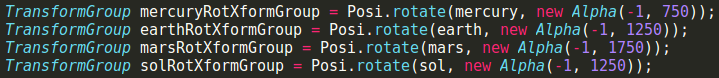 TransformGroup mercuryRotXformGroup = Posi.rotate(mercury, new Alpha(-1, 750));
TransformGroup earthRotXformGroup = Posi.rotate(earth, new Alpha(-1, 1250));
TransformGroup marsRotXformGroup = Posi.rotate(mars, new Alpha(-1, 1750));
TransformGroup solRotXformGroup = Posi.rotate(sol, new Alpha(-1, 1250));